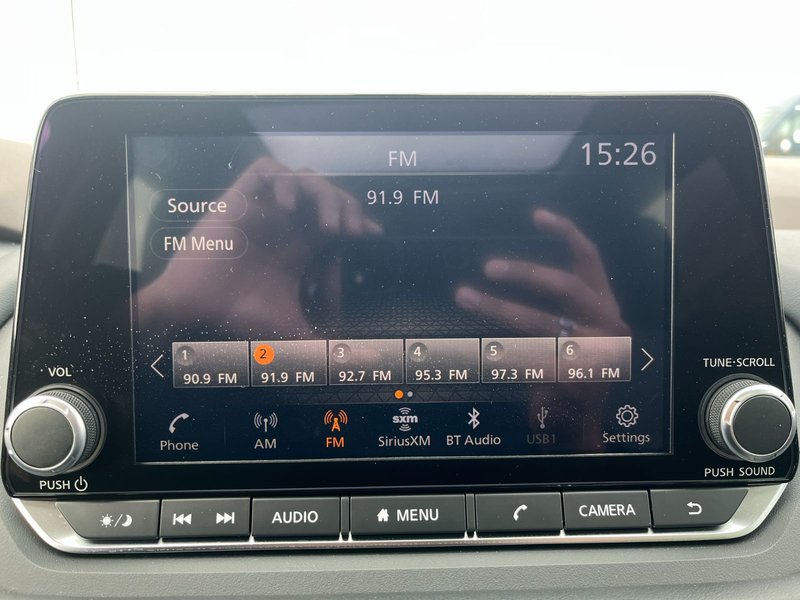 FM
15:26
91.9 FM
Source
FM Menu
1 2 3 4 5 6
90.9 FM 91.9 FM 92.7 FM 95.3 FM 97.3 FM 96.1 FM
sxm
Phone AM FM SiriusXM BT Audio USB1 Settings
VOL
PUSH
TUNE·SCROLL
PUSH SOUND
AUDIO MENU CAMERA